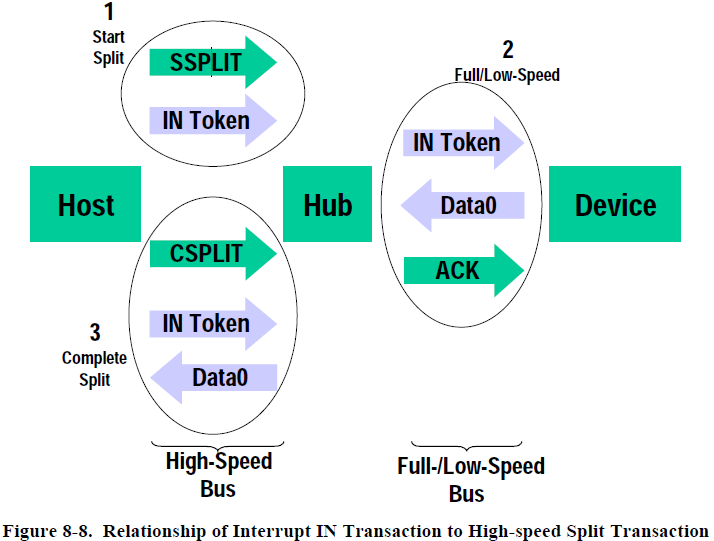 1
Start
Split
SSPLIT
IN Token
2
Full/Low-Speed
IN Token
Data0
ACK
Host
Hub
Device
CSPLIT
IN Token
Data0
3
Complete
Split
High-Speed
Bus
Full-/Low-Speed
Bus
Figure 8-8. Relationship of Interrupt IN Transaction to High-speed Split Transaction